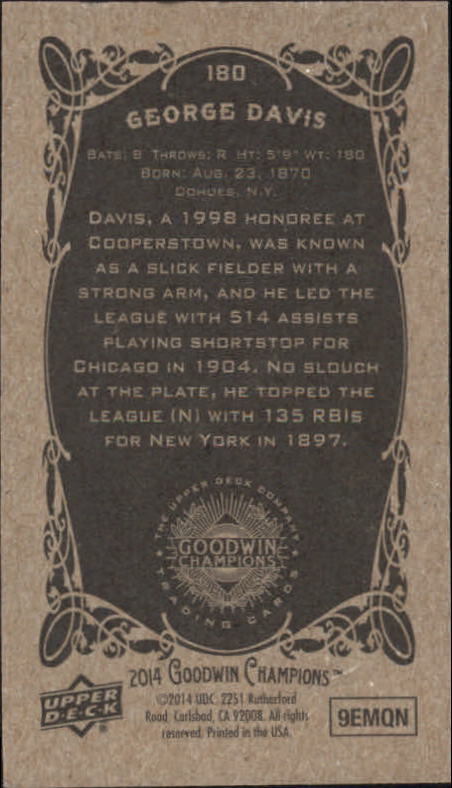 180
GEORGE DAVIS
BATS: B THROWS: R HT: 5'9" WT: 180
BORN: AUG. 23, 1870
COHOES, N.Y.
DAVIS, A 1998 HONOREE AT
COOPERSTOWN, WAS KNOWN
AS A SLICK FIELDER WITH A
STRONG ARM, AND HE LED THE
LEAGUE WITH 514 ASSISTS
PLAYING SHORTSTOP FOR
CHICAGO IN 1904. NO SLOUCH
AT THE PLATE, HE TOPPED THE
LEAGUE (N) WITH 135 RBIS
FOR NEW YORK IN 1897.
THE UPPER DECK COMPANY
GOODWIN
CHAMPIONS
TRADING CARDS
2014 GOODWIN CHAMPIONS™
UPPER
D·E·C·K®
©2014 UDC. 2251 Rutherford
Road, Carlsbad, CA 92008. All rights
reserved. Printed in the USA.
9EMQN